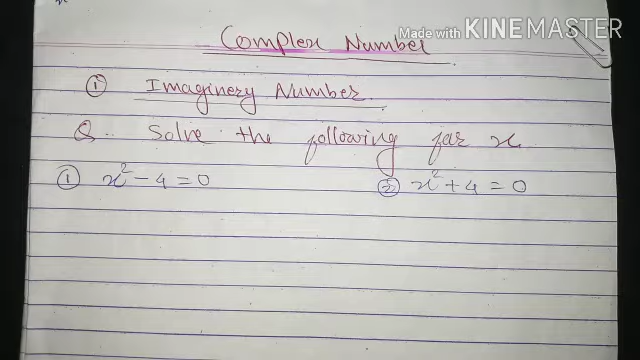 Made with KINEMASTER
Complex Number
① Imaginery Number
Q. Solve the following for x
① x² - 4 = 0 ② x² + 4 = 0